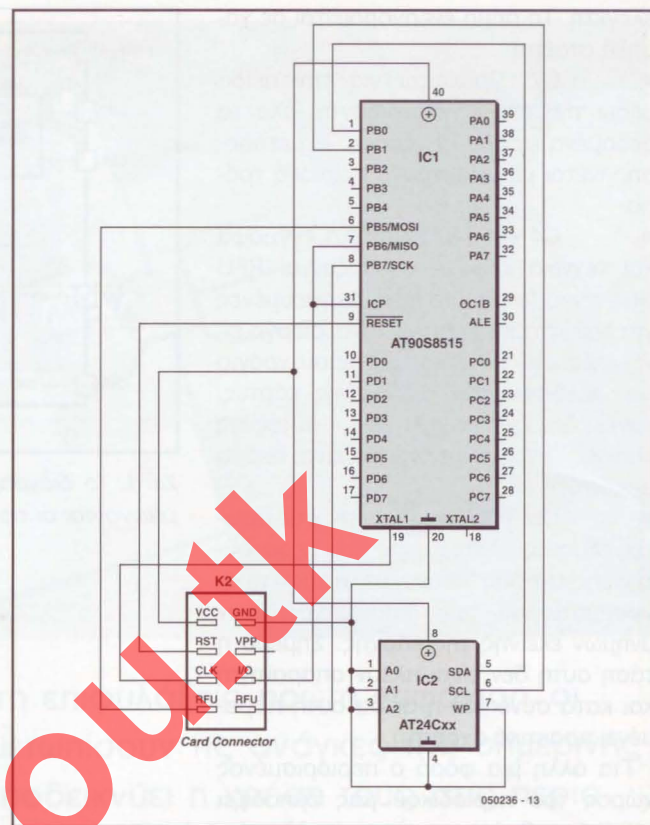 40
1 PB0
2 PB1
3 PB2
4 PB3
5 PB4
6 PB5/MOSI
7 PB6/MISO
8 PB7/SCK
31 ICP
9 RESET
10 PD0
11 PD1
12 PD2
13 PD3
14 PD4
15 PD5
16 PD6
17 PD7
IC1
AT90S8515
PA0 39
PA1 38
PA2 37
PA3 36
PA4 35
PA5 34
PA6 33
PA7 32
OC1B 29
ALE 30
PC0 21
PC1 22
PC2 23
PC3 24
PC4 25
PC5 26
PC6 27
PC7 28
XTAL1 XTAL2
19 20 18
K2
VCC GND
RST VPP
CLK I/O
RFU RFU
Card Connector
8
1 A0
2 A1
3 A2
IC2
AT24Cxx
SDA 5
SCL 6
WP 7
4
050236 - 13
ou.tk